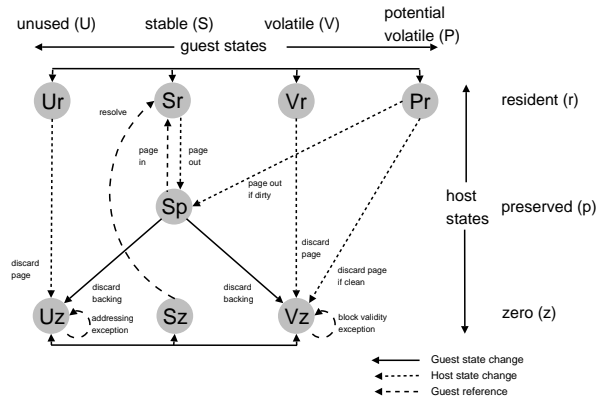 unused (U)
stable (S)
volatile (V)
potential
volatile (P)
guest states
Ur
Sr
Vr
Pr
resident (r)
resolve
page
in
page
out
page out
if dirty
host
states
Sp
preserved (p)
discard
page
discard
backing
discard
backing
discard
page
discard page
if clean
Uz
addressing
exception
Sz
Vz
block validity
exception
zero (z)
Guest state change
Host state change
Guest reference